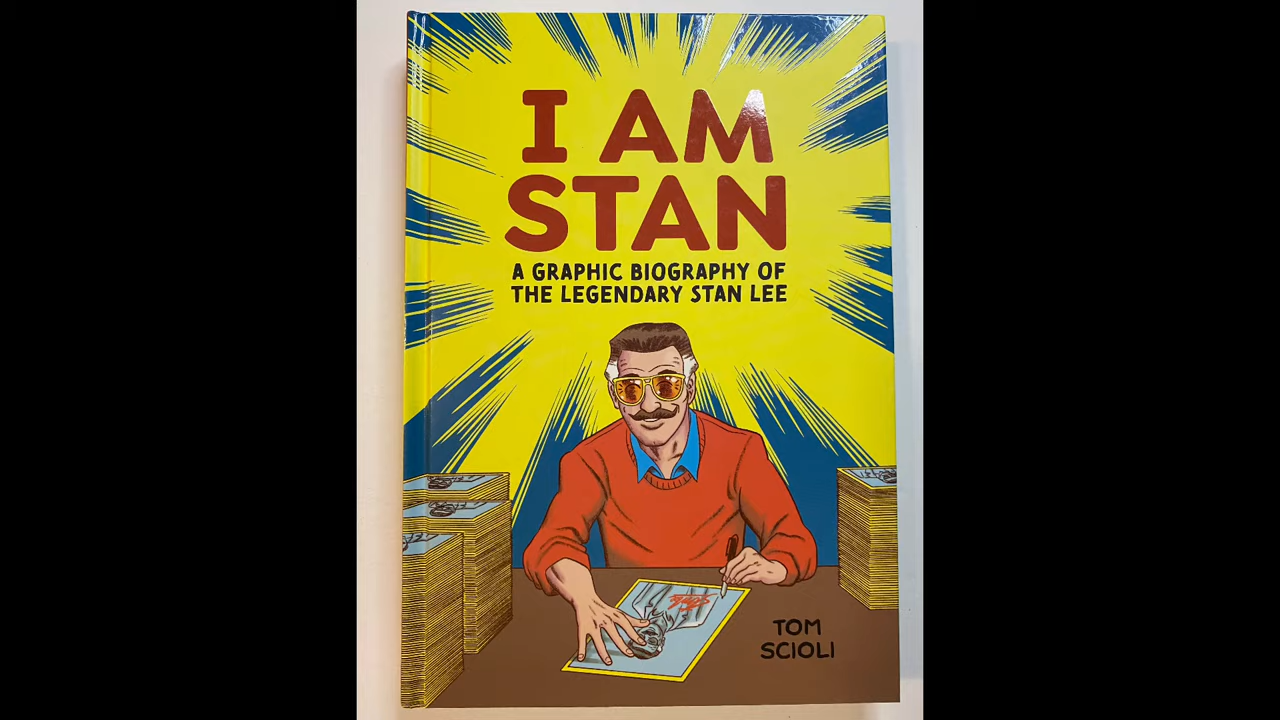 I AM
STAN
A GRAPHIC BIOGRAPHY OF
THE LEGENDARY STAN LEE
TOM
SCIOLI